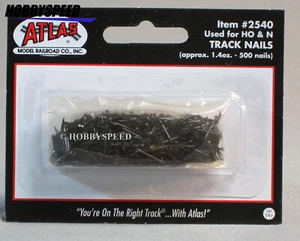 HOBBYSPEED
ATLAS
MODEL RAILROAD CO., INC.
Item #2540
Used for HO & N
TRACK NAILS
(approx. 1.4oz. - 500 nails)
HOBBYSPEED
"You're On The Right Track®...With Atlas!"